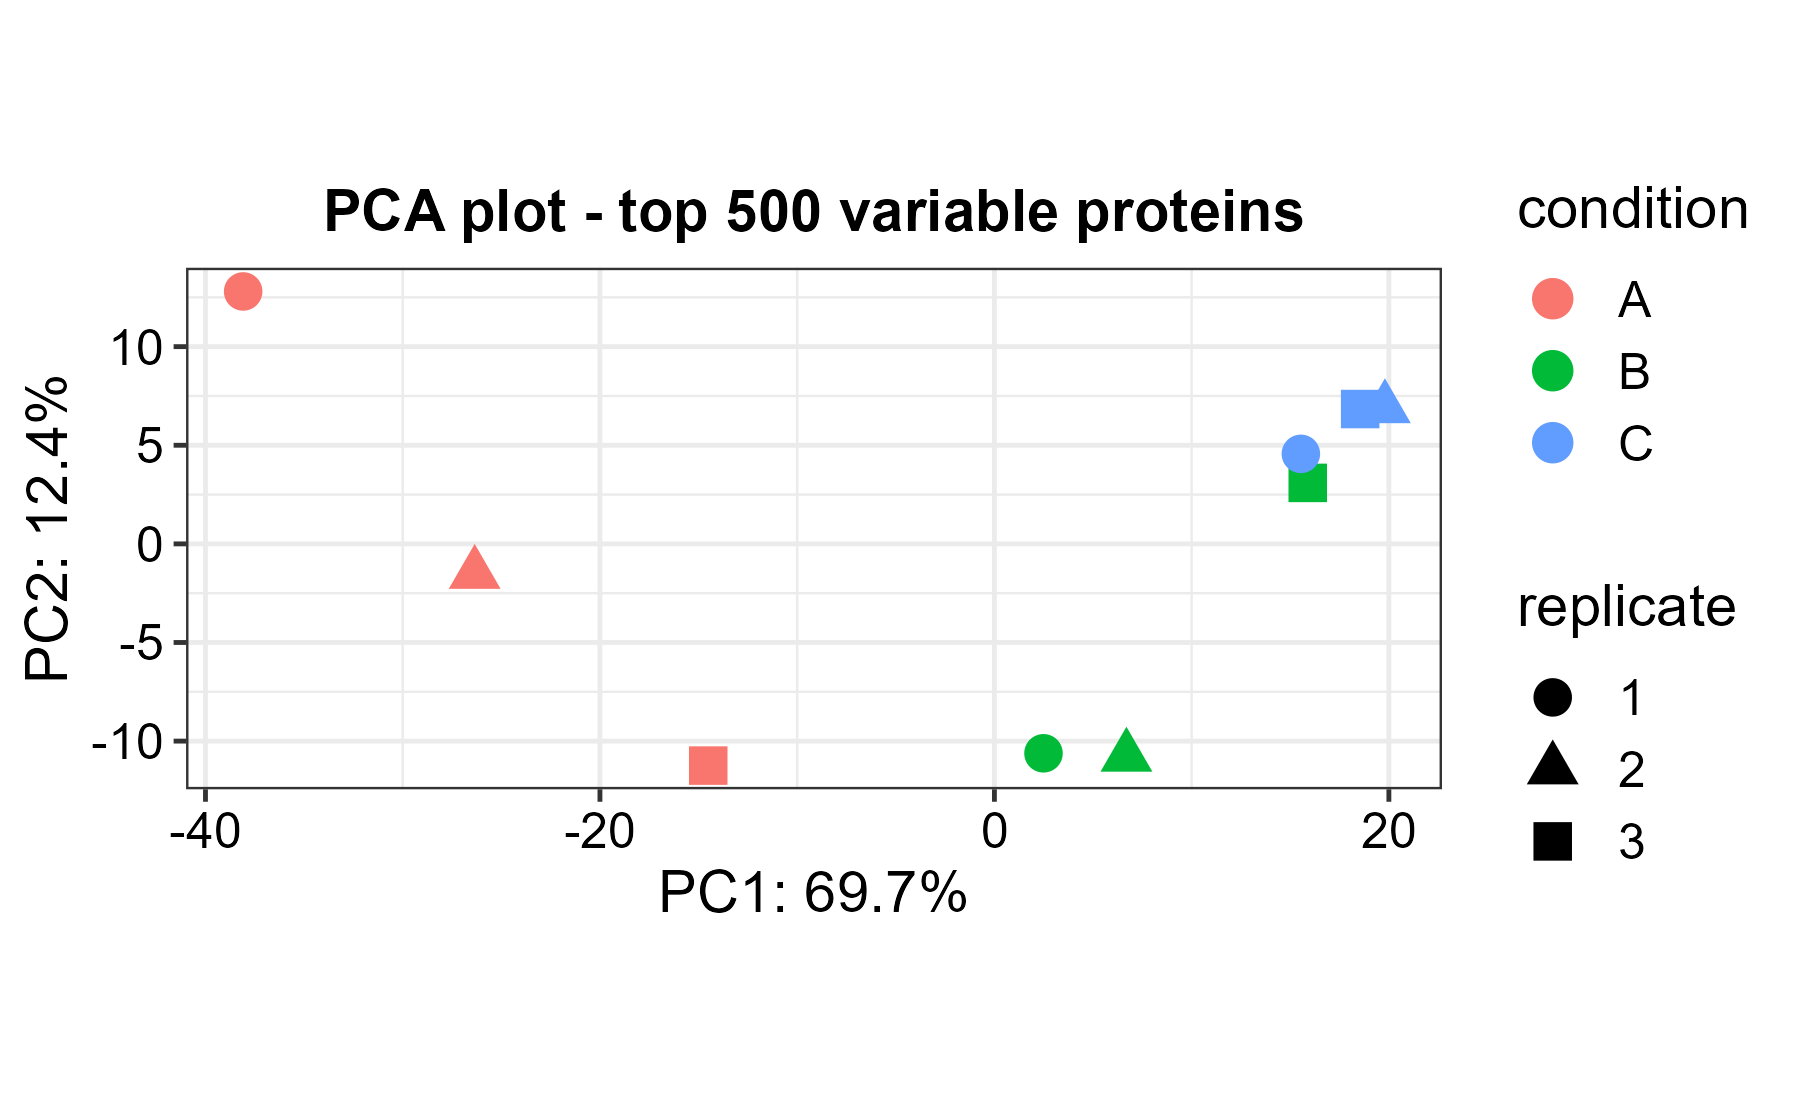 PCA plot - top 500 variable proteins
PC2: 12.4%
10
5
0
-5
-10
-40
-20
0
20
PC1: 69.7%
condition
A
B
C
replicate
1
2
3